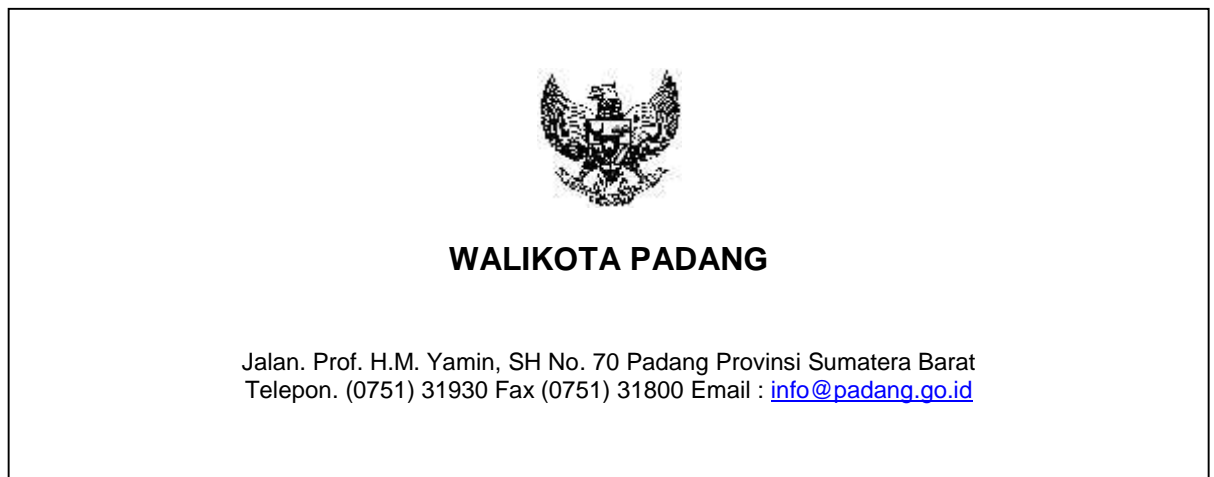 WALIKOTA PADANG
Jalan. Prof. H.M. Yamin, SH No. 70 Padang Provinsi Sumatera Barat
Telepon. (0751) 31930 Fax (0751) 31800 Email : info@padang.go.id